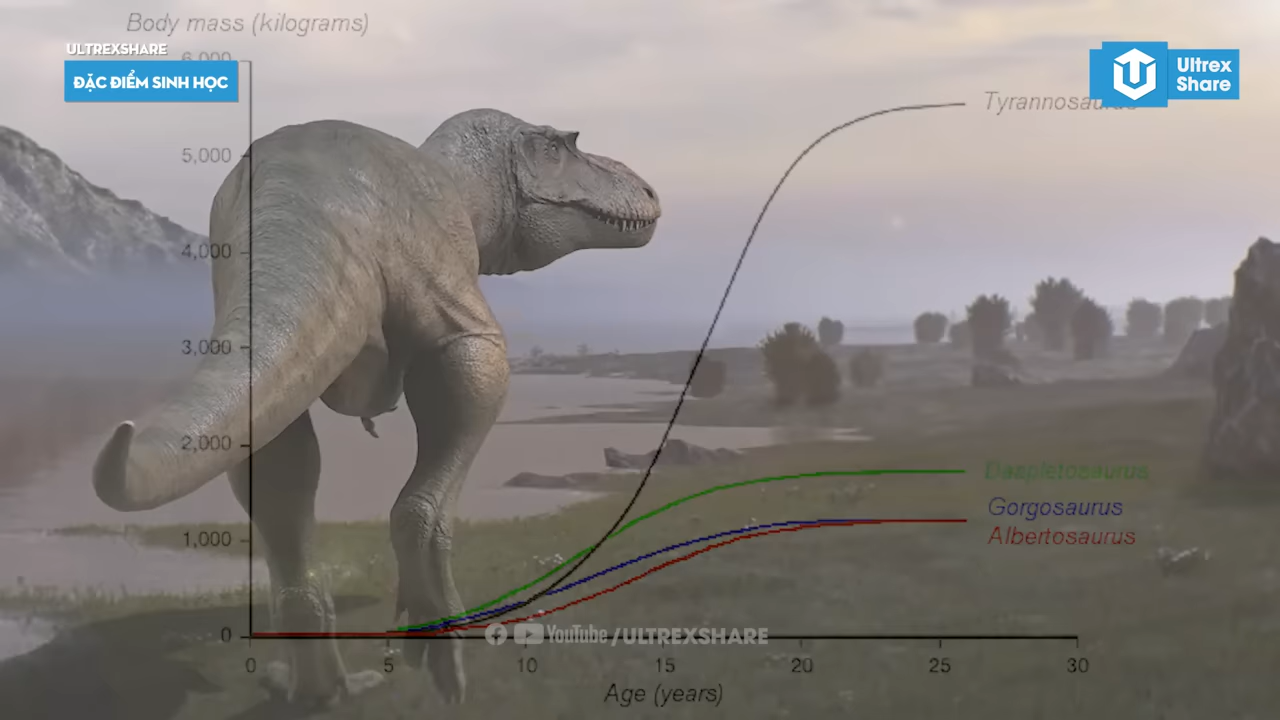 Body mass (kilograms)
ULTREXSHARE
6,000
ĐẶC ĐIỂM SINH HỌC
Ultrex
Share
Tyrannosaurus
5,000
4,000
3,000
2,000
Daspletosaurus
Gorgosaurus
Albertosaurus
1,000
0
YouTube /ULTREXSHARE
0 5 10 15 20 25 30
Age (years)